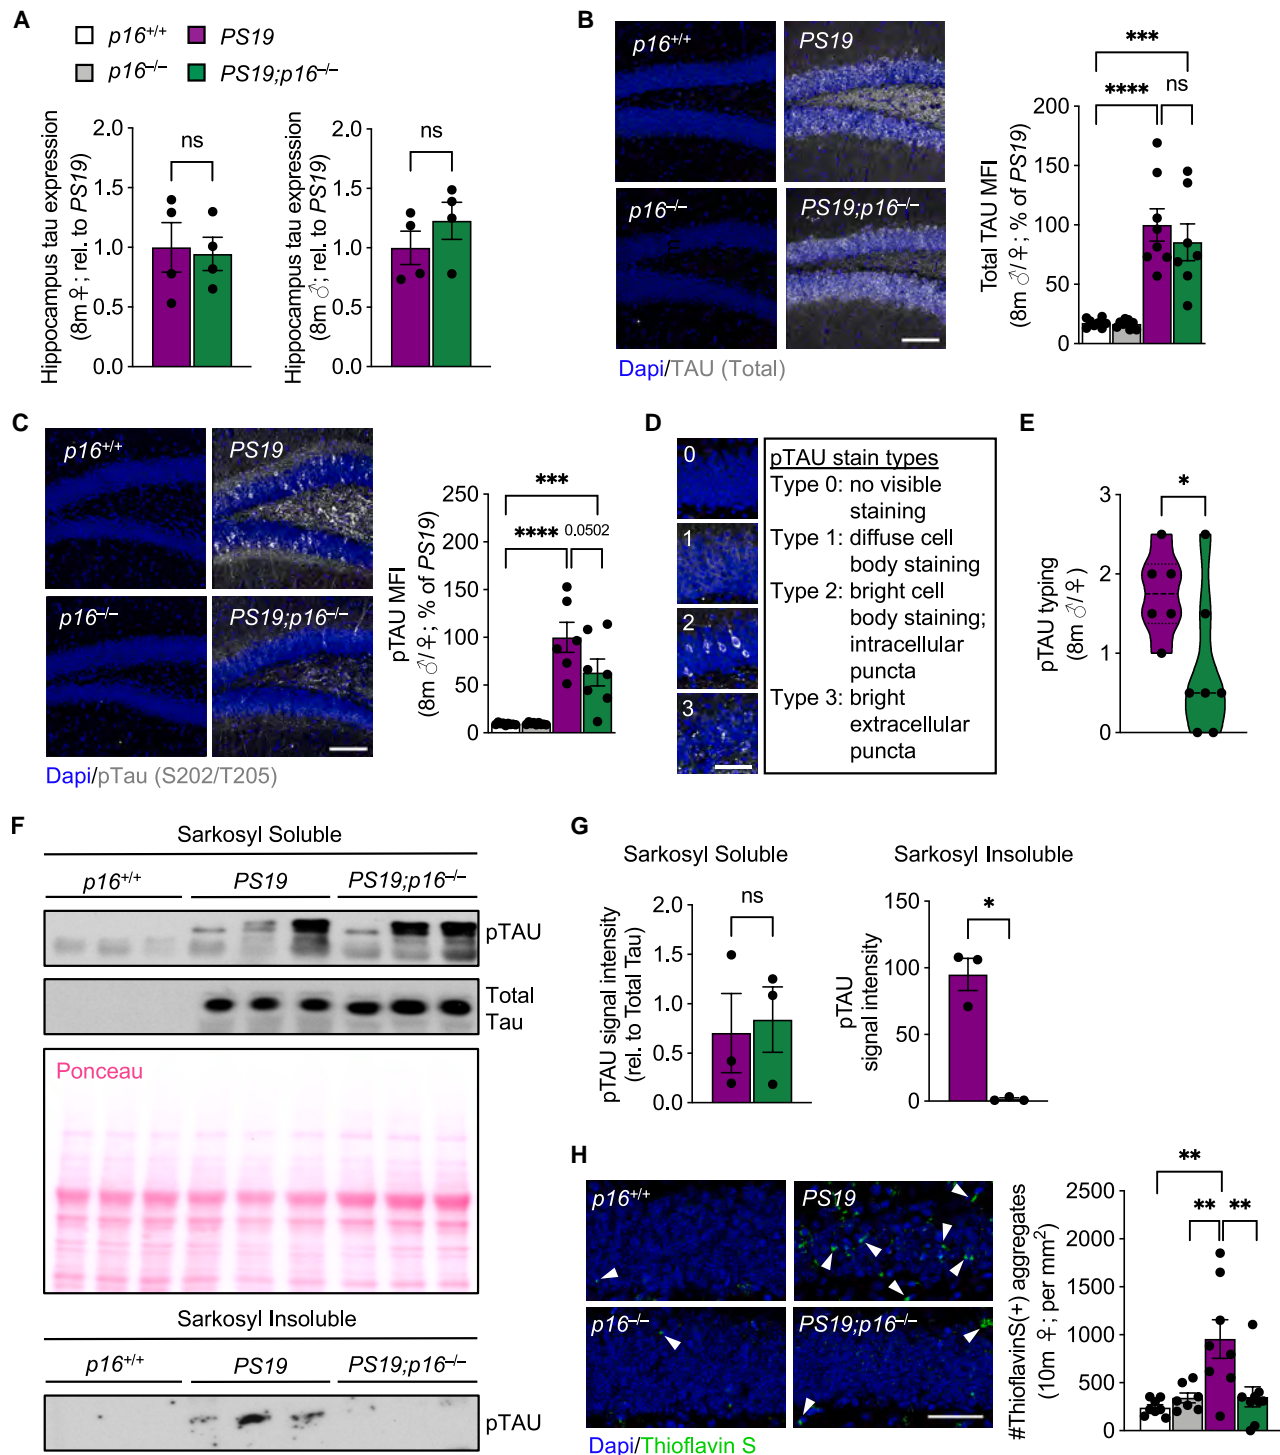 A
p16+/+ PS19
p16–/– PS19;p16–/–
Hippocampus tau expression
(8m ♀; rel. to PS19)
2.0
1.5
1.0
0.5
0.0
ns
Hippocampus tau expression
(8m ♂; rel. to PS19)
2.0
1.5
1.0
0.5
0.0
ns
B
p16+/+ PS19
p16–/– PS19;p16–/–
Dapi/TAU (Total)
Total TAU MFI
(8m ♂/♀; % of PS19)
200
150
100
50
0
***
**** ns
C
p16+/+ PS19
p16–/– PS19;p16–/–
Dapi/pTau (S202/T205)
pTAU MFI
(8m ♂/♀; % of PS19)
250
200
150
100
50
0
***
**** 0.0502
D
0
1
2
3
pTAU stain types
Type 0: no visible
staining
Type 1: diffuse cell
body staining
Type 2: bright cell
body staining;
intracellular
puncta
Type 3: bright
extracellular
puncta
E
pTAU typing
(8m ♂/♀)
3
2
1
0
*
F
Sarkosyl Soluble
p16+/+ PS19 PS19;p16–/–
pTAU
Total
Tau
Ponceau
Sarkosyl Insoluble
p16+/+ PS19 PS19;p16–/–
pTAU
G
Sarkosyl Soluble
pTAU signal intensity
(rel. to Total Tau)
2.0
1.5
1.0
0.5
0.0
ns
Sarkosyl Insoluble
pTAU
signal intensity
150
100
50
0
*
H
p16+/+ PS19
p16–/– PS19;p16–/–
Dapi/Thioflavin S
#ThioflavinS(+) aggregates
(10m ♀; per mm2)
2500
2000
1500
1000
500
0
**
** **